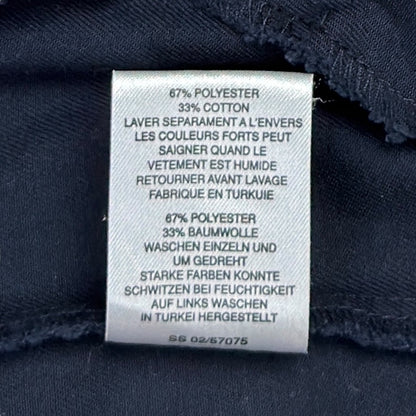 67% POLYESTER
33% COTTON
LAVER SEPARAMENT A L'ENVERS
LES COULEURS FORTS PEUT
SAIGNER QUAND LE
VETEMENT EST HUMIDE
RETOURNER AVANT LAVAGE
FABRIQUE EN TURKUIE
67% POLYESTER
33% BAUMWOLLE
WASCHEN EINZELN UND
UM GEDREHT
STARKE FARBEN KONNTE
SCHWITZEN BEI FEUCHTIGKEIT
AUF LINKS WASCHEN
IN TURKEI HERGESTELLT
SS 02/57075